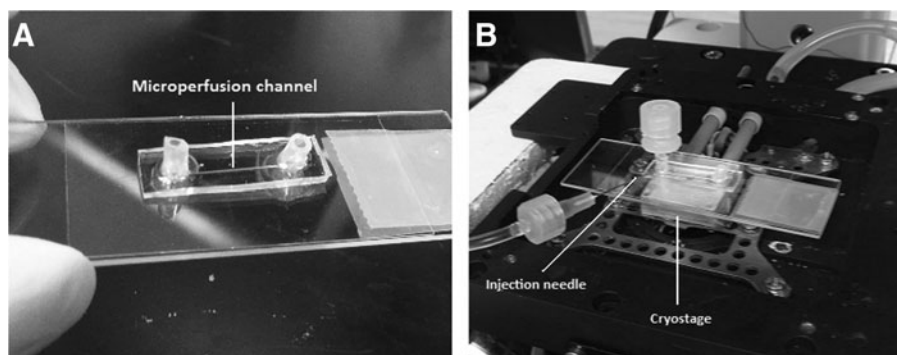 A
Microperfusion channel
B
Injection needle
Cryostage